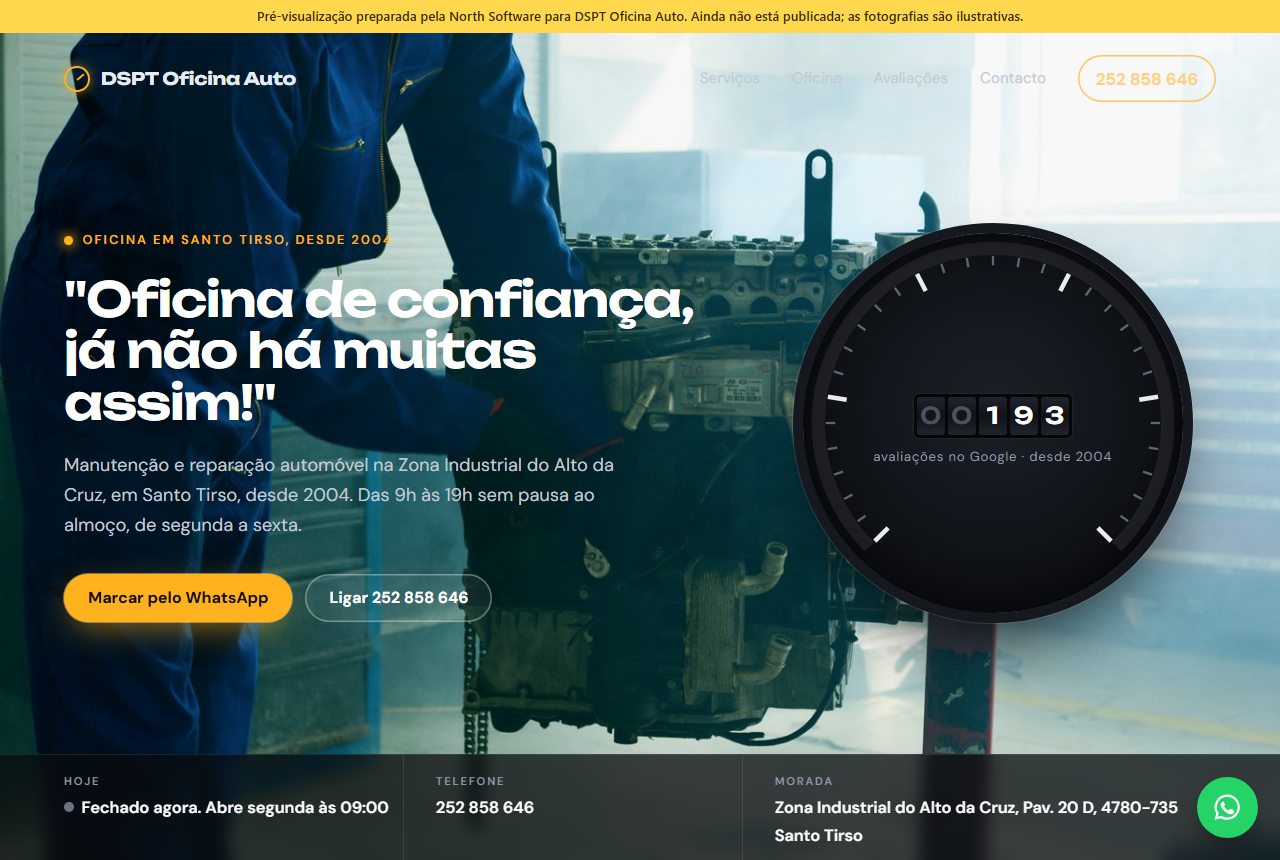 Pré-visualização preparada pela North Software para DSPT Oficina Auto. Ainda não está publicada; as fotografias são ilustrativas.
DSPT Oficina Auto
Serviços
Oficina
Avaliações
Contacto
252 858 646
OFICINA EM SANTO TIRSO, DESDE 2004
"Oficina de confiança,
já não há muitas
assim!"
Manutenção e reparação automóvel na Zona Industrial do Alto da
Cruz, em Santo Tirso, desde 2004. Das 9h às 19h sem pausa ao
almoço, de segunda a sexta.
Marcar pelo WhatsApp
Ligar 252 858 646
00193
avaliações no Google · desde 2004
HOJE
Fechado agora. Abre segunda às 09:00
TELEFONE
252 858 646
MORADA
Zona Industrial do Alto da Cruz, Pav. 20 D, 4780-735
Santo Tirso